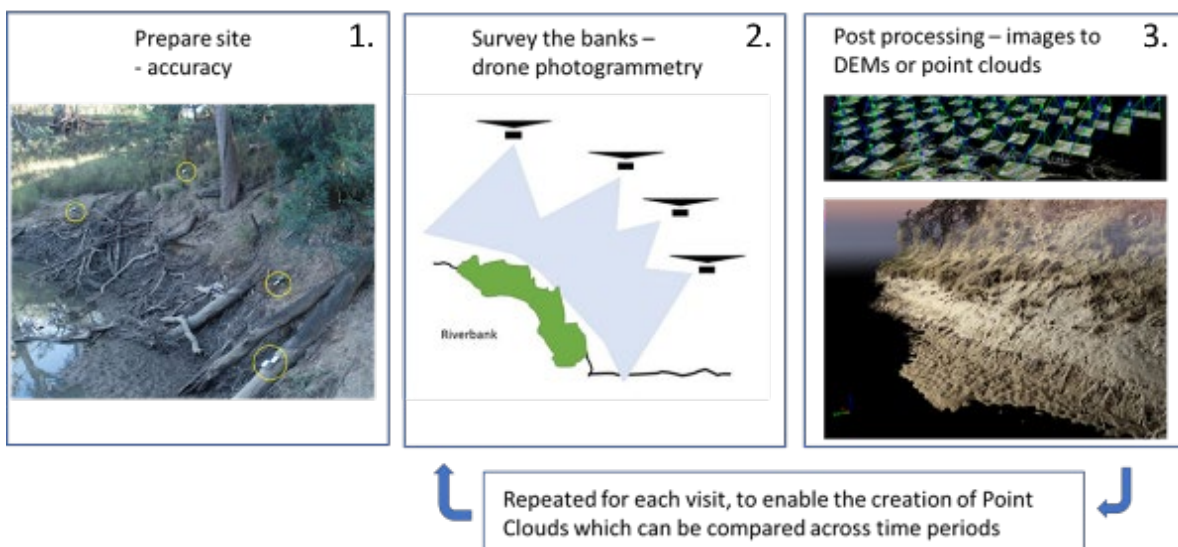 Prepare site
- accuracy
1.
Survey the banks –
drone photogrammetry
2.
Riverbank
Post processing – images to
DEMs or point clouds
3.
Repeated for each visit, to enable the creation of Point
Clouds which can be compared across time periods